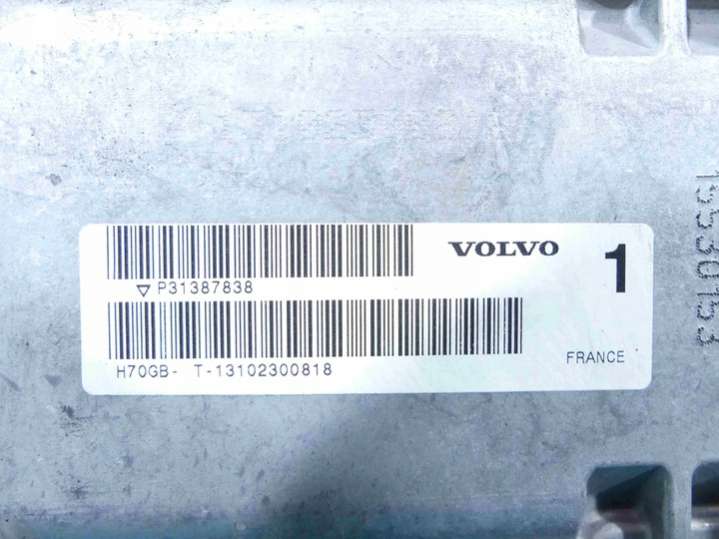 VOLVO
1
▽ P31387838
H70GB- T-13102300818
FRANCE